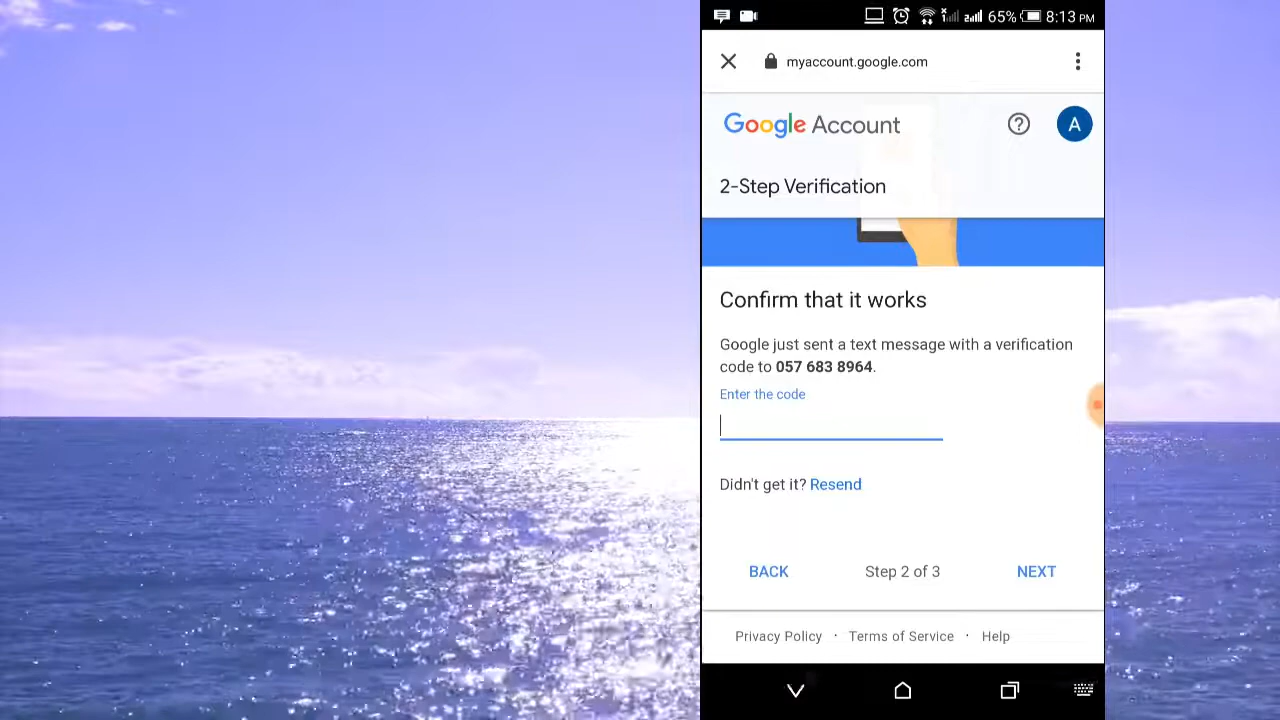 65% 8:13 PM
myaccount.google.com
Google Account
A
2-Step Verification
Confirm that it works
Google just sent a text message with a verification
code to 057 683 8964.
Enter the code
Didn't get it? Resend
BACK Step 2 of 3 NEXT
Privacy Policy · Terms of Service · Help